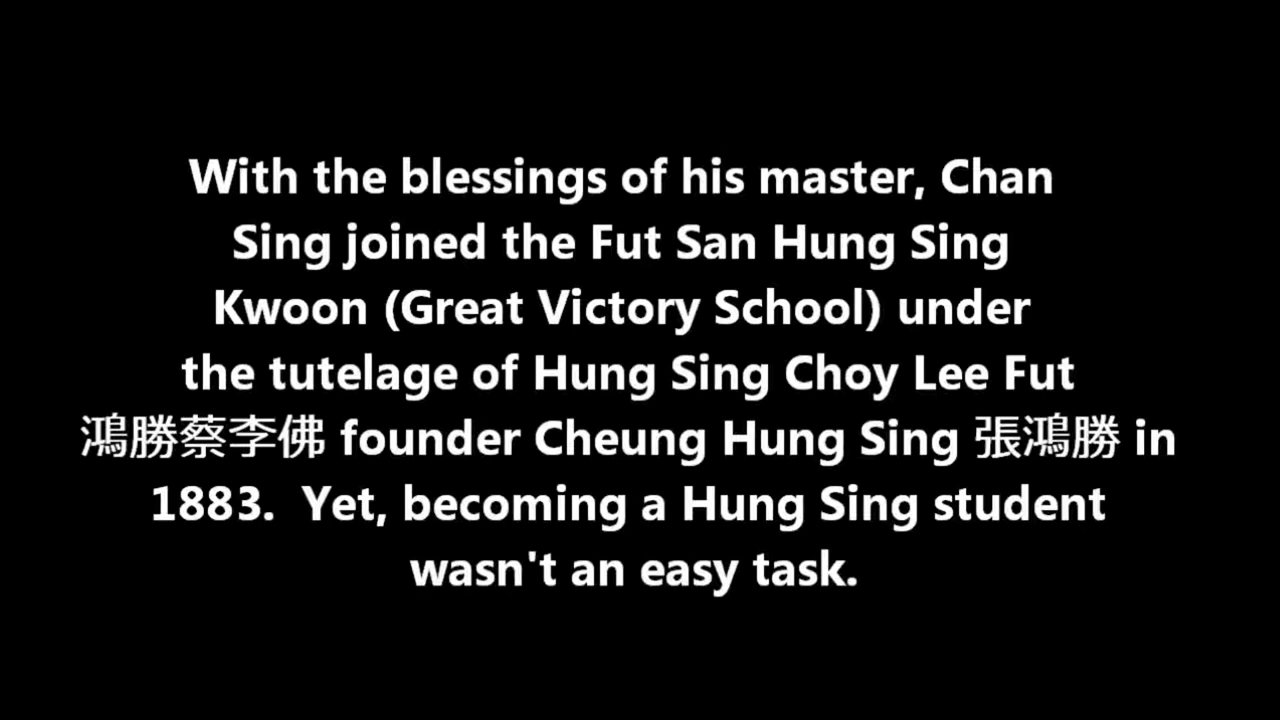 With the blessings of his master, Chan
Sing joined the Fut San Hung Sing
Kwoon (Great Victory School) under
the tutelage of Hung Sing Choy Lee Fut
鴻勝蔡李佛 founder Cheung Hung Sing 張鴻勝 in
1883.  Yet, becoming a Hung Sing student
wasn't an easy task.